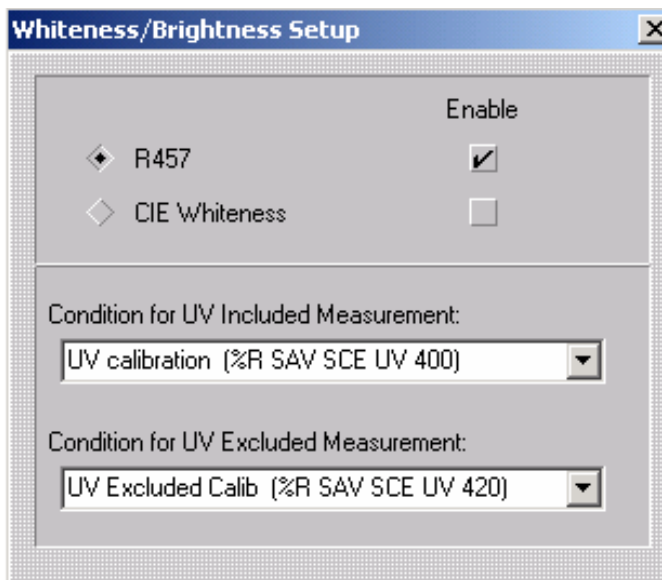 Whiteness/Brightness Setup
Enable
R457
CIE Whiteness
Condition for UV Included Measurement:
UV calibration (%R SAV SCE UV 400)
Condition for UV Excluded Measurement:
UV Excluded Calib (%R SAV SCE UV 420)